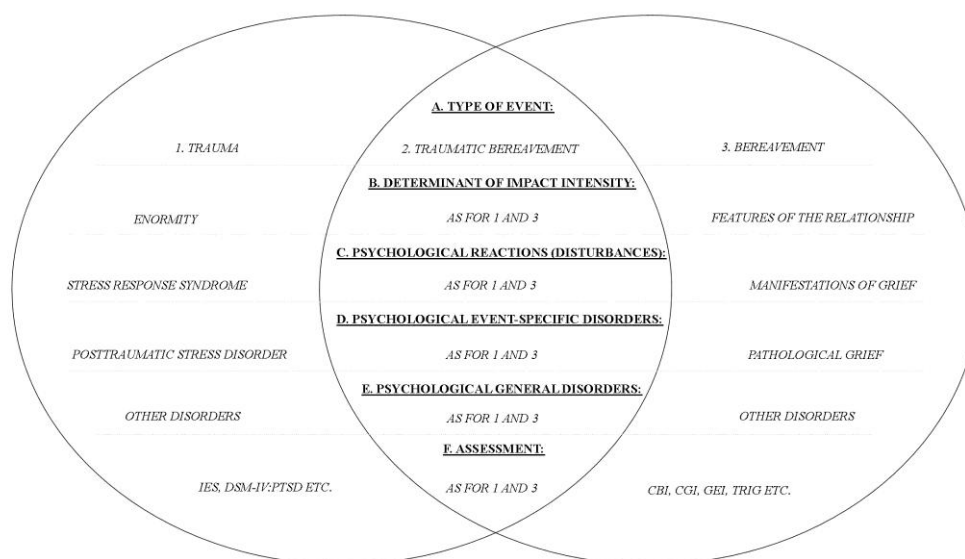 A. TYPE OF EVENT:
1. TRAUMA 2. TRAUMATIC BEREAVEMENT 3. BEREAVEMENT
B. DETERMINANT OF IMPACT INTENSITY:
ENORMITY AS FOR 1 AND 3 FEATURES OF THE RELATIONSHIP
C. PSYCHOLOGICAL REACTIONS (DISTURBANCES):
STRESS RESPONSE SYNDROME AS FOR 1 AND 3 MANIFESTATIONS OF GRIEF
D. PSYCHOLOGICAL EVENT-SPECIFIC DISORDERS:
POSTTRAUMATIC STRESS DISORDER AS FOR 1 AND 3 PATHOLOGICAL GRIEF
E. PSYCHOLOGICAL GENERAL DISORDERS:
OTHER DISORDERS AS FOR 1 AND 3 OTHER DISORDERS
F. ASSESSMENT:
IES, DSM-IV:PTSD ETC. AS FOR 1 AND 3 CBI, CGI, GEI, TRIG ETC.